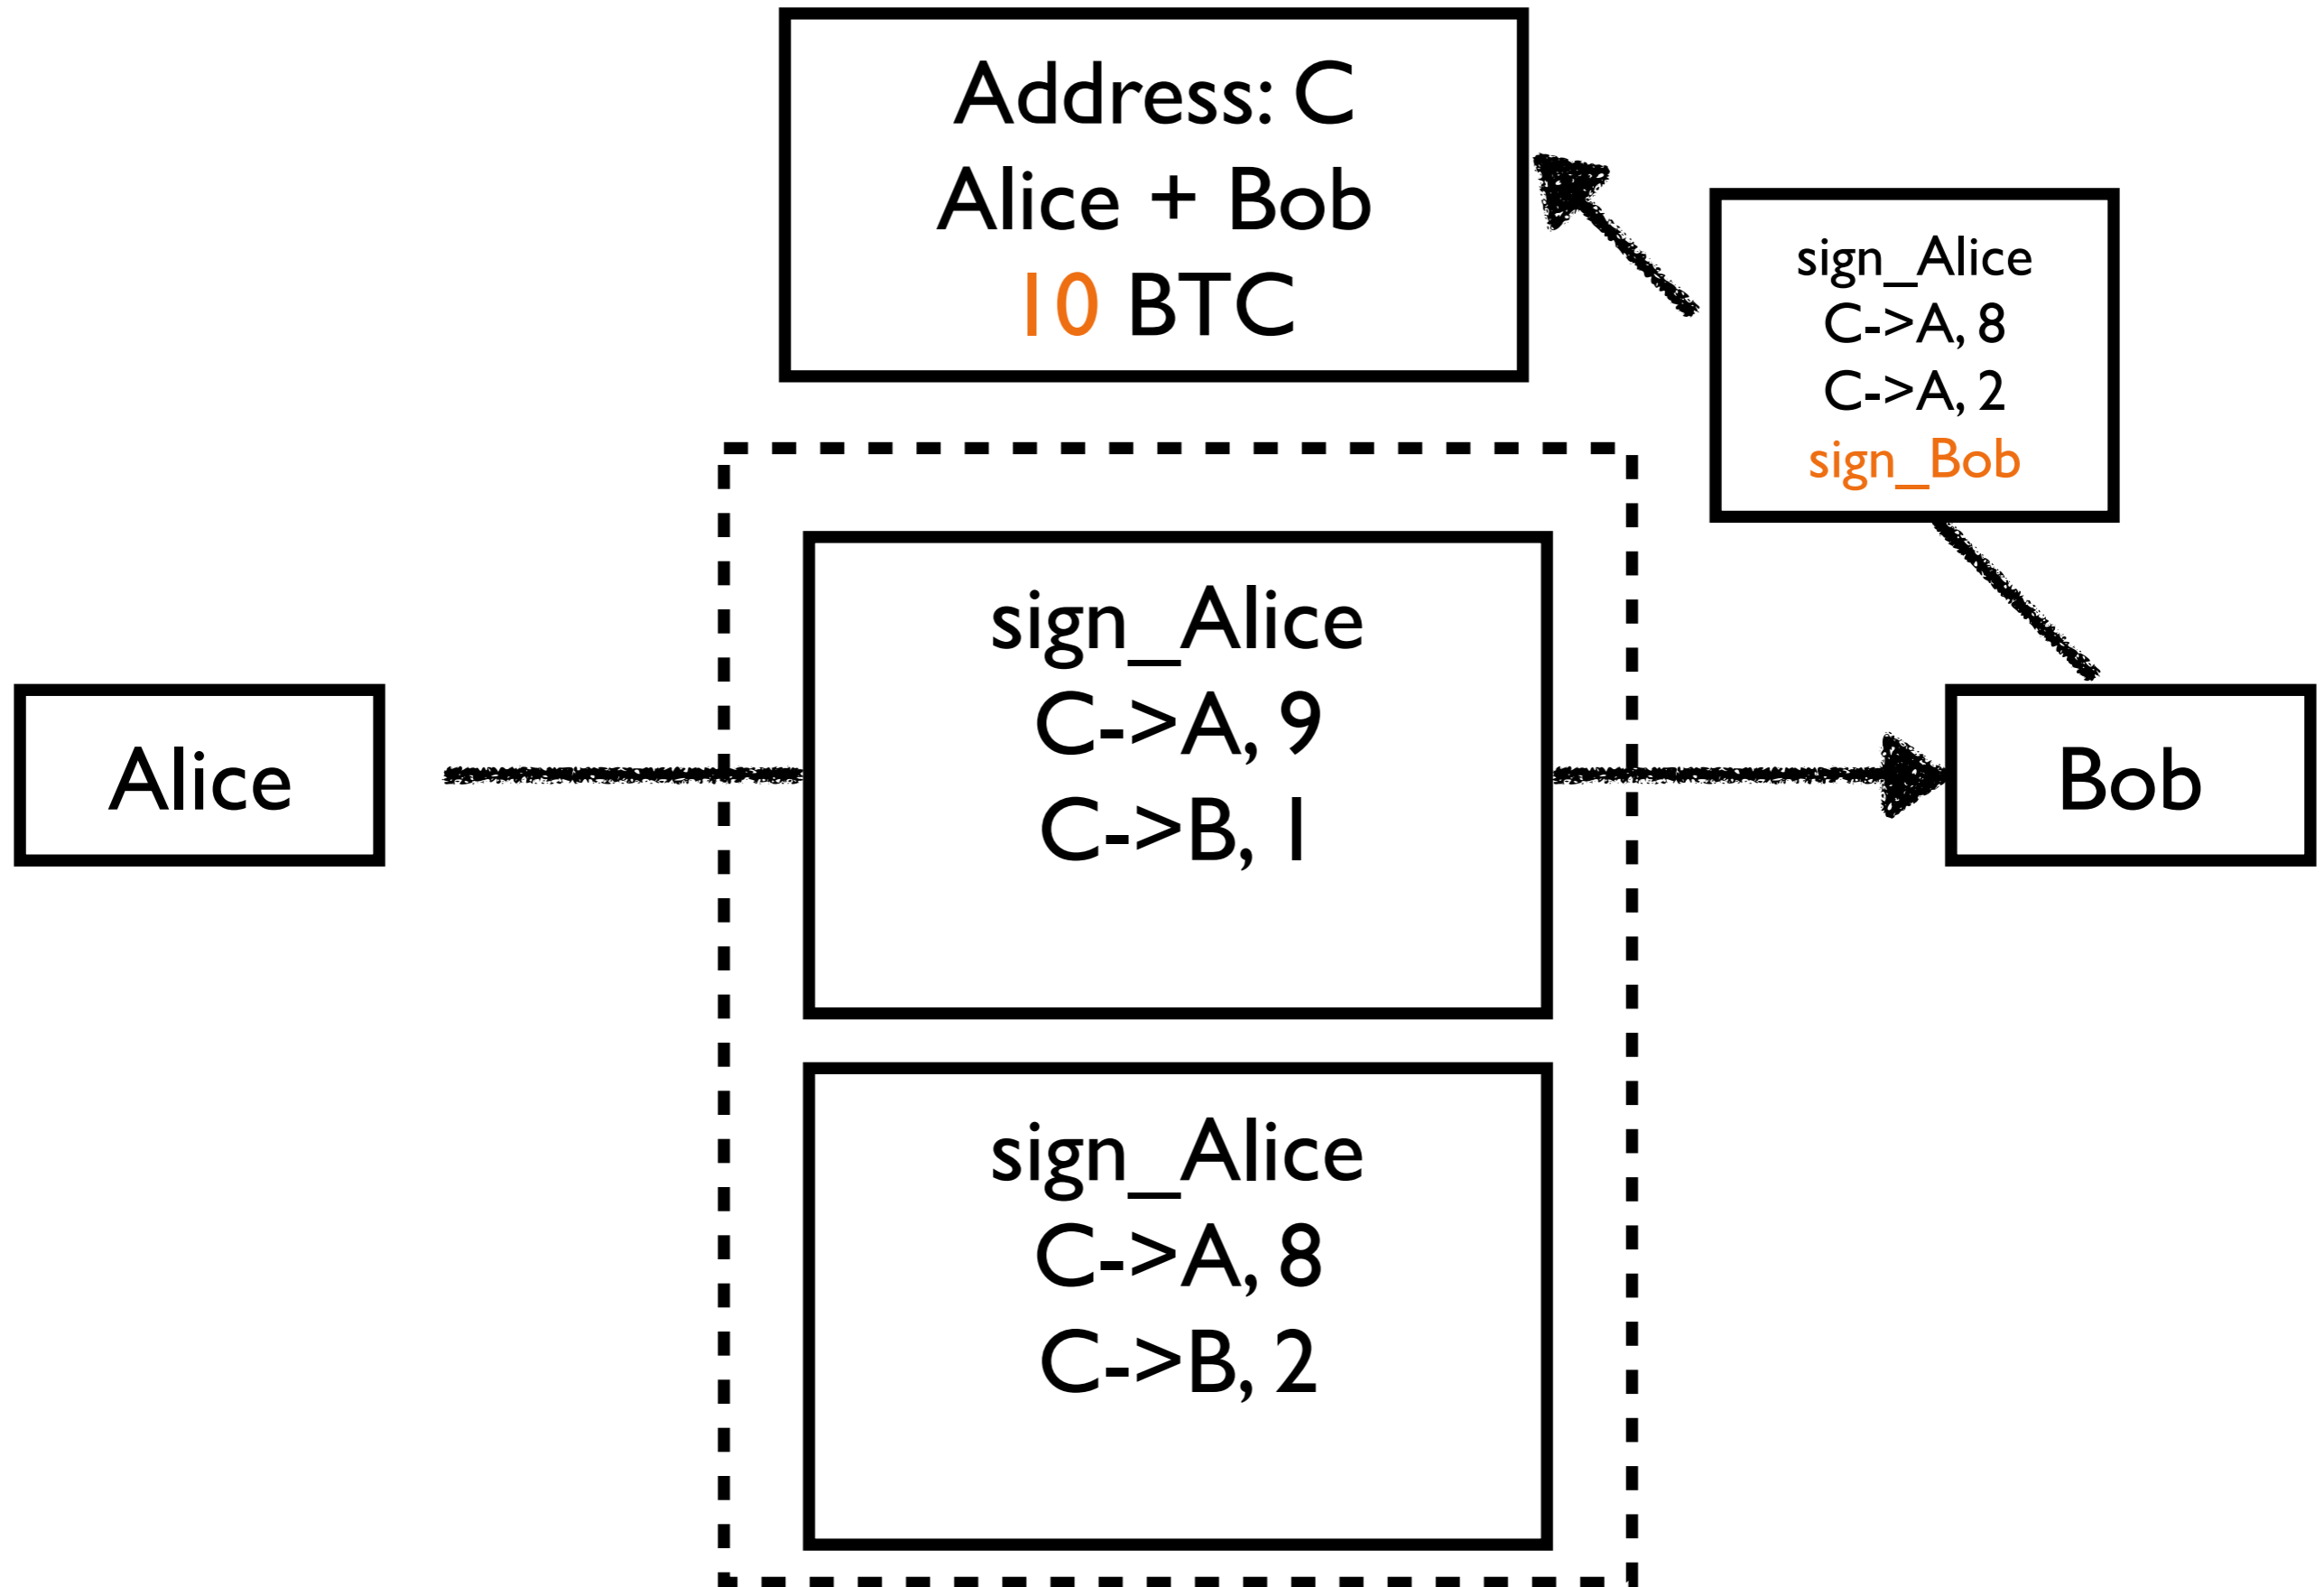 Address: C
Alice + Bob
10 BTC
sign_Alice
C->A, 8
C->A, 2
sign_Bob
sign_Alice
C->A, 9
C->B, 1
Alice
Bob
sign_Alice
C->A, 8
C->B, 2